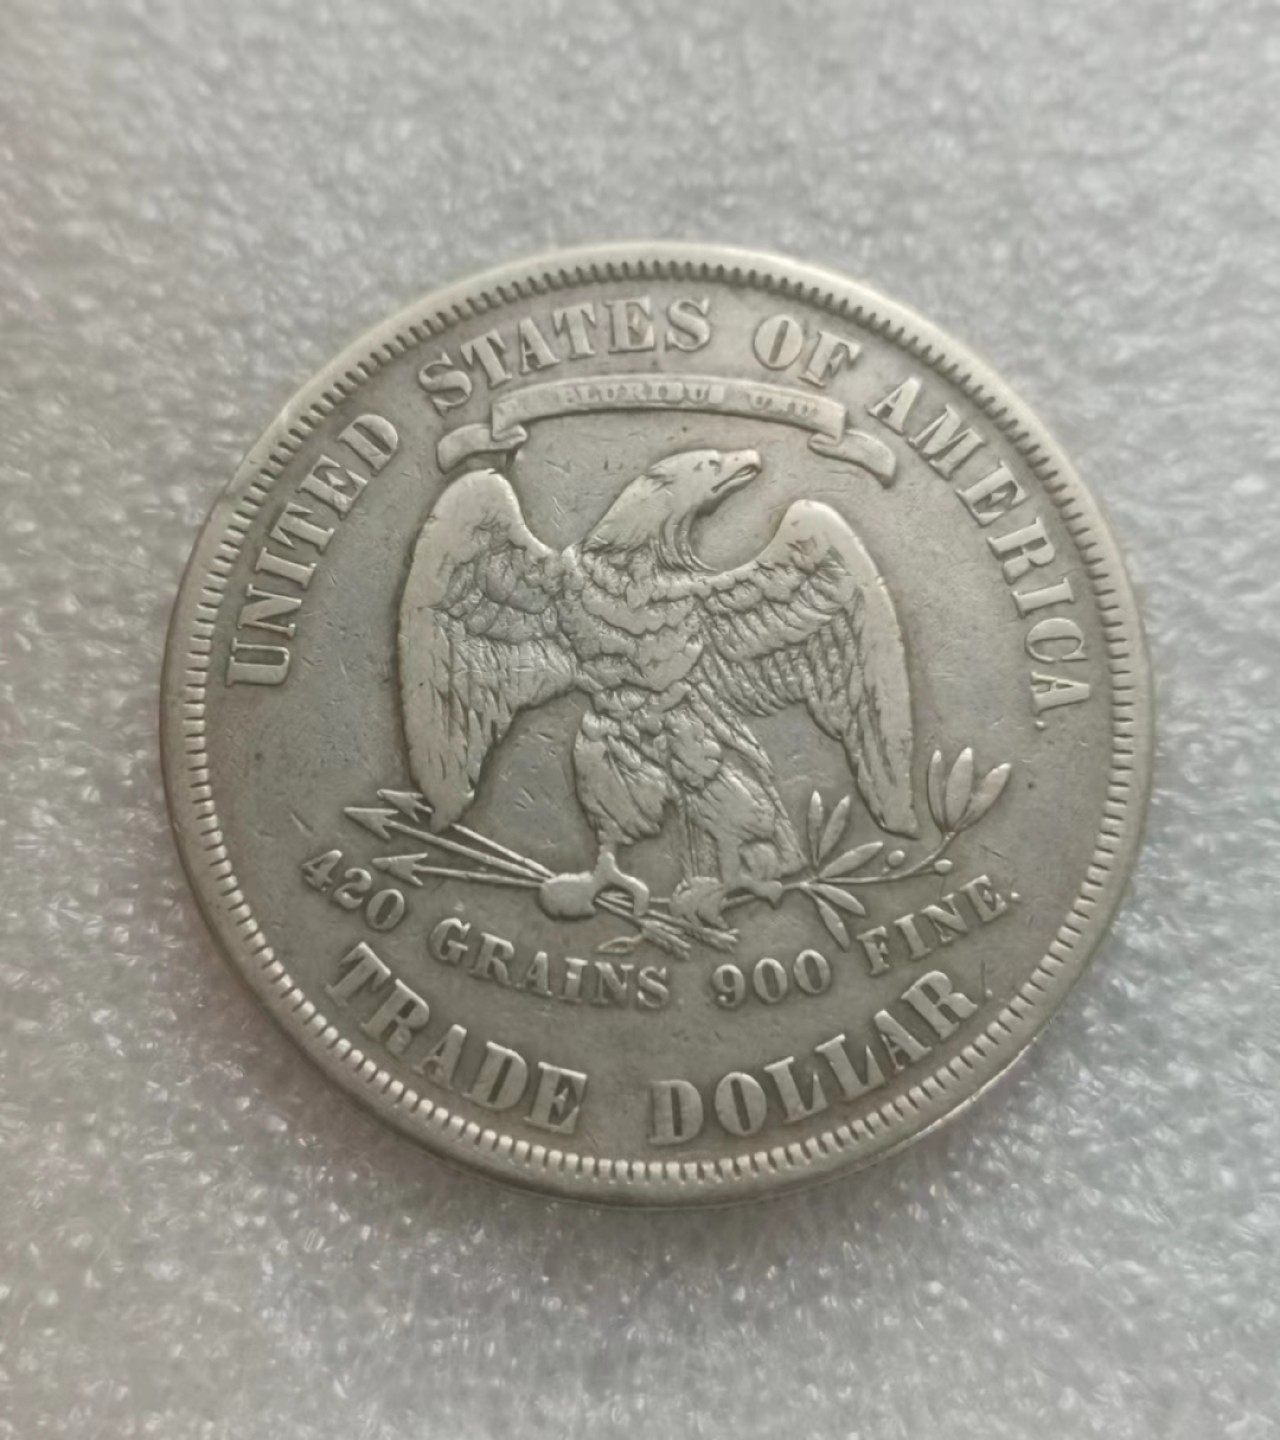 UNITED STATES OF AMERICA.
420 GRAINS 900 FINE.
TRADE DOLLAR